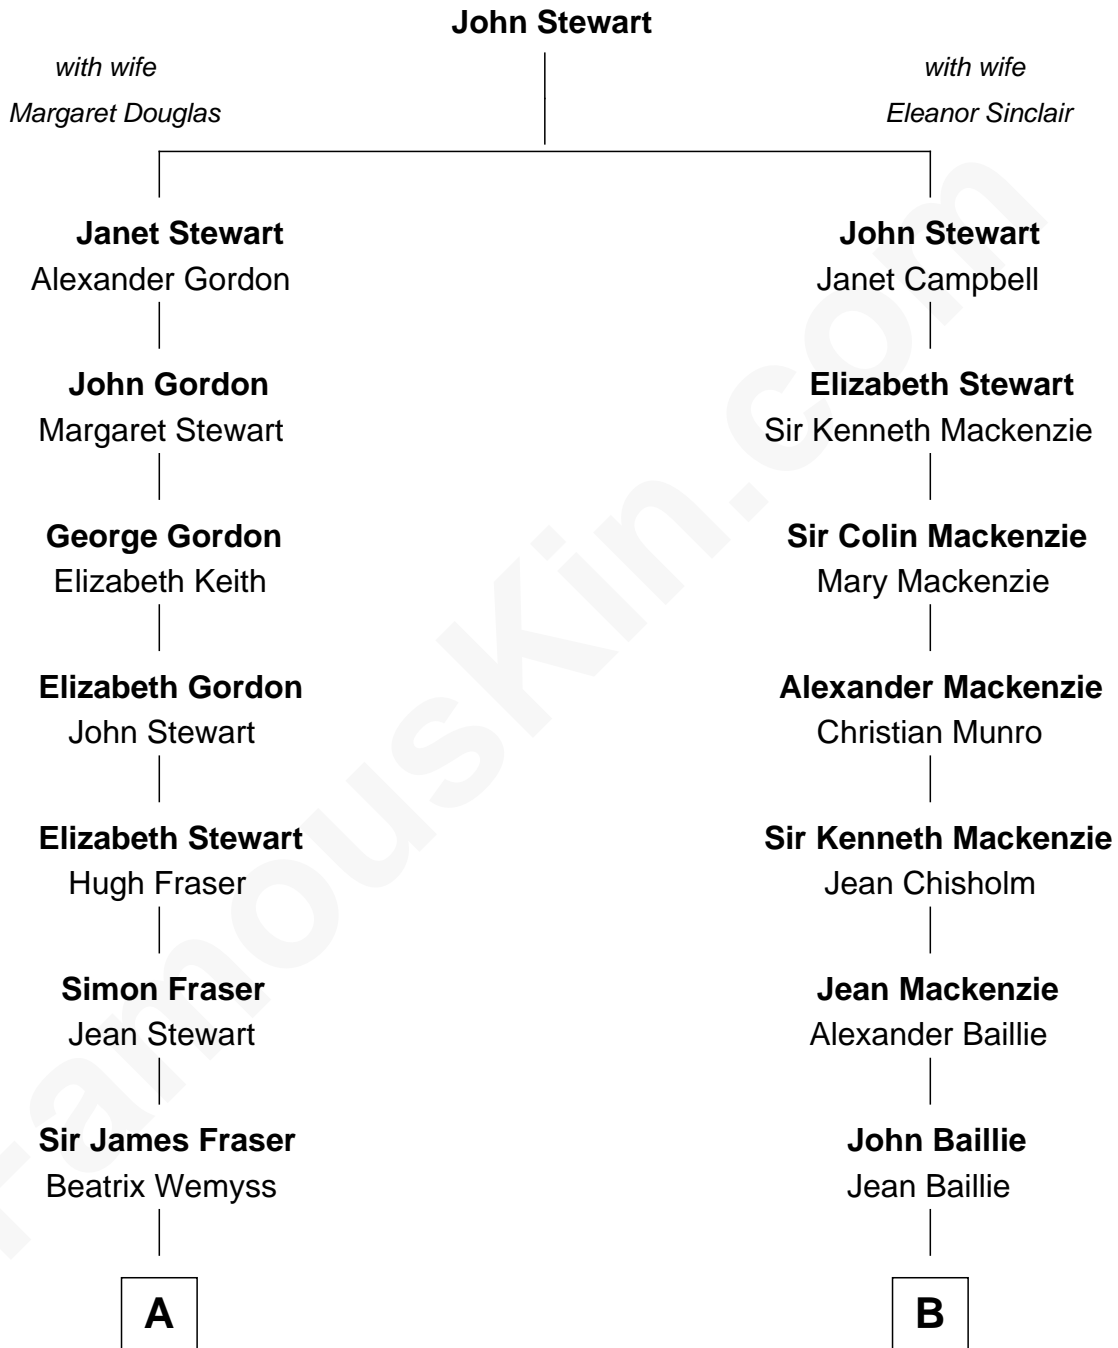 John Stewart
with wife
Margaret Douglas
with wife
Eleanor Sinclair
Janet Stewart
Alexander Gordon
John Stewart
Janet Campbell
John Gordon
Margaret Stewart
Elizabeth Stewart
Sir Kenneth Mackenzie
George Gordon
Elizabeth Keith
Sir Colin Mackenzie
Mary Mackenzie
Elizabeth Gordon
John Stewart
Alexander Mackenzie
Christian Munro
Elizabeth Stewart
Hugh Fraser
Sir Kenneth Mackenzie
Jean Chisholm
Simon Fraser
Jean Stewart
Jean Mackenzie
Alexander Baillie
Sir James Fraser
Beatrix Wemyss
John Baillie
Jean Baillie
A
B
FamousKin.com